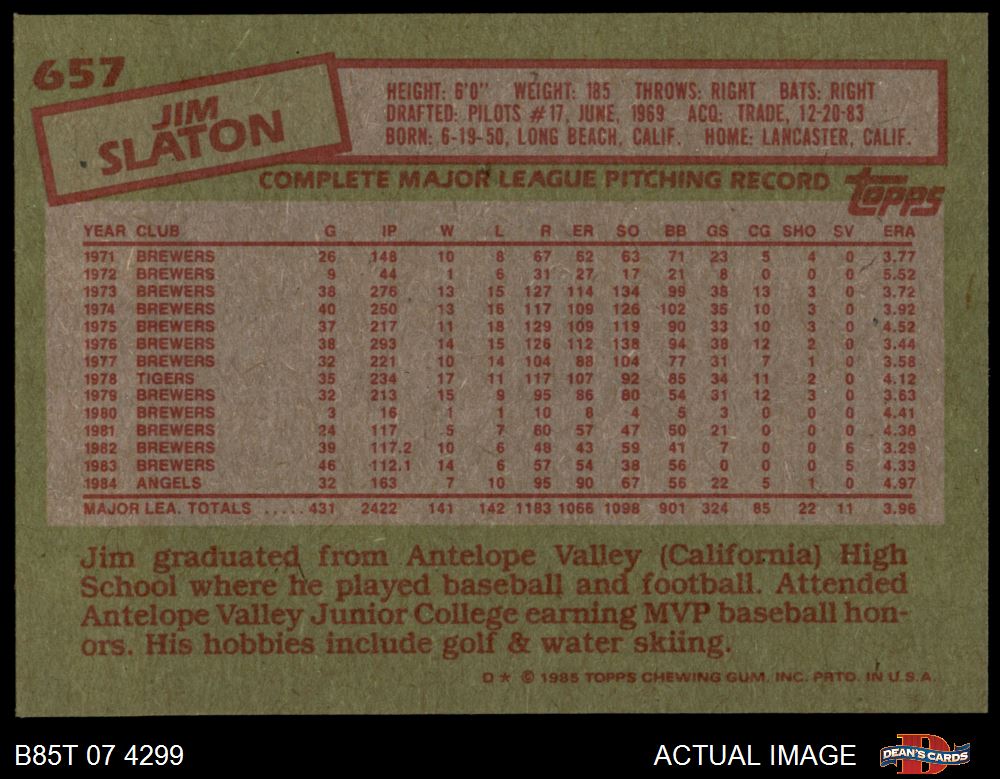 657
JIM
SLATON
HEIGHT: 6'0" WEIGHT: 185 THROWS: RIGHT BATS: RIGHT
DRAFTED: PILOTS #17, JUNE, 1969 ACQ: TRADE, 12-20-83
BORN: 6-19-50, LONG BEACH, CALIF. HOME: LANCASTER, CALIF.
COMPLETE MAJOR LEAGUE PITCHING RECORD topps
YEAR CLUB G IP W L R ER SO BB GS CG SHO SV ERA
1971 BREWERS 26 148 10 8 67 62 63 71 23 5 4 0 3.77
1972 BREWERS 9 44 1 6 31 27 17 21 8 0 0 0 5.52
1973 BREWERS 38 276 13 15 127 114 134 99 38 13 3 0 3.72
1974 BREWERS 40 250 13 16 117 109 126 102 35 10 3 0 3.92
1975 BREWERS 37 217 11 18 129 109 119 90 33 10 3 0 4.52
1976 BREWERS 38 293 14 15 126 112 138 94 38 12 2 0 3.44
1977 BREWERS 32 221 10 14 104 88 104 77 31 7 1 0 3.58
1978 TIGERS 35 234 17 11 117 107 92 85 34 11 2 0 4.12
1979 BREWERS 32 213 15 9 95 86 80 54 31 12 3 0 3.63
1980 BREWERS 3 16 1 1 10 8 4 5 3 0 0 0 4.41
1981 BREWERS 24 117 5 7 60 57 47 50 21 0 0 0 4.38
1982 BREWERS 39 117.2 10 6 48 43 59 41 7 0 0 6 3.29
1983 BREWERS 46 112.1 14 6 57 54 38 56 0 0 0 5 4.33
1984 ANGELS 32 163 7 10 95 90 67 56 22 5 1 0 4.97
MAJOR LEA. TOTALS ..... 431 2422 141 142 1183 1066 1098 901 324 85 22 11 3.96
Jim graduated from Antelope Valley (California) High
School where he played baseball and football. Attended
Antelope Valley Junior College earning MVP baseball hon-
ors. His hobbies include golf & water skiing.
D* © 1985 TOPPS CHEWING GUM, INC. PRTD. IN U.S.A.
B85T 07 4299 ACTUAL IMAGE DEAN'S CARDS